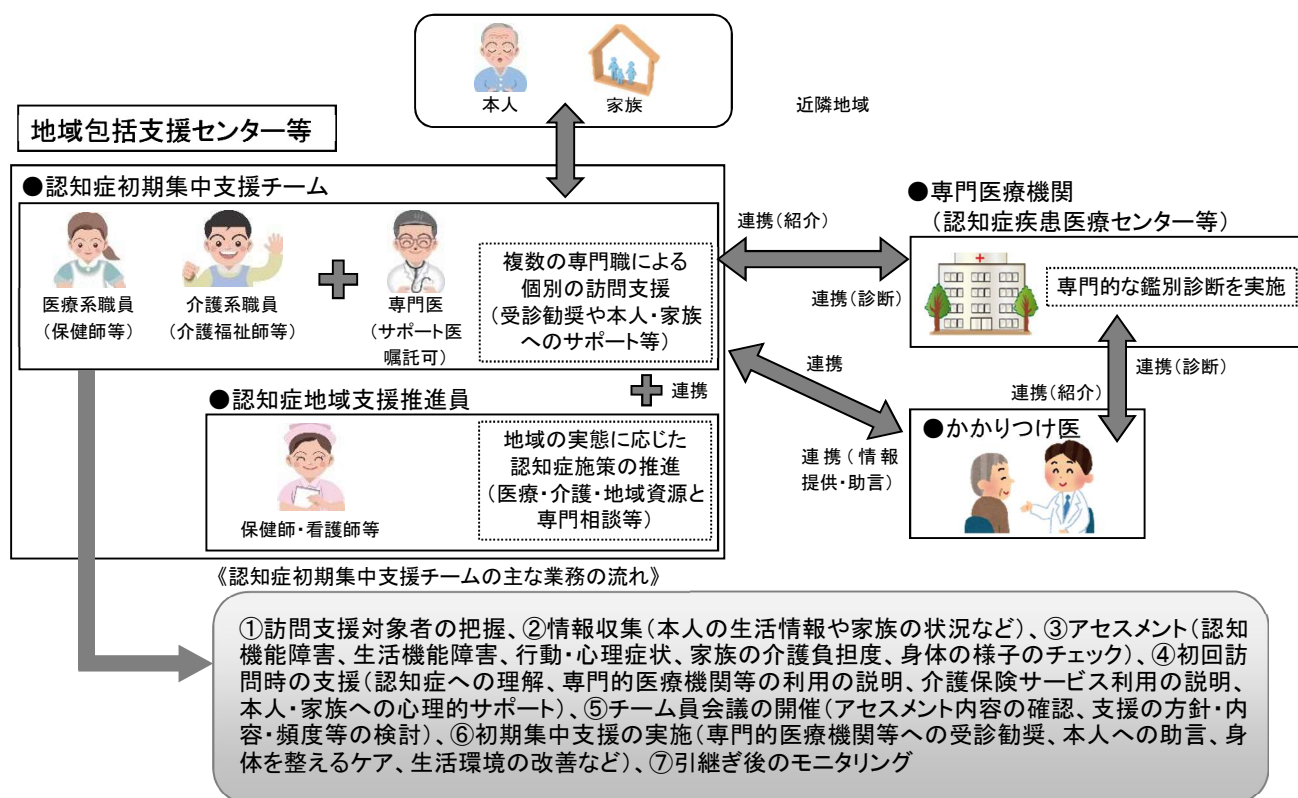 本人
家族
近隣地域
地域包括支援センター等
●認知症初期集中支援チーム
医療系職員
(保健師等)
介護系職員
(介護福祉師等)
専門医
(サポート医
嘱託可)
複数の専門職による
個別の訪問支援
(受診勧奨や本人・家族
へのサポート等)
連携
●認知症地域支援推進員
保健師・看護師等
地域の実態に応じた
認知症施策の推進
(医療・介護・地域資源と
専門相談等)
連携(紹介)
連携(診断)
●専門医療機関
(認知症疾患医療センター等)
専門的な鑑別診断を実施
連携
連携(情報
提供・助言)
連携(診断)
連携(紹介)
●かかりつけ医
《認知症初期集中支援チームの主な業務の流れ》
①訪問支援対象者の把握、②情報収集(本人の生活情報や家族の状況など)、③アセスメント(認知
機能障害、生活機能障害、行動・心理症状、家族の介護負担度、身体の様子のチェック)、④初回訪
問時の支援(認知症への理解、専門的医療機関等の利用の説明、介護保険サービス利用の説明、
本人・家族への心理的サポート)、⑤チーム員会議の開催(アセスメント内容の確認、支援の方針・内
容・頻度等の検討)、⑥初期集中支援の実施(専門的医療機関等への受診勧奨、本人への助言、身
体を整えるケア、生活環境の改善など)、⑦引継ぎ後のモニタリング